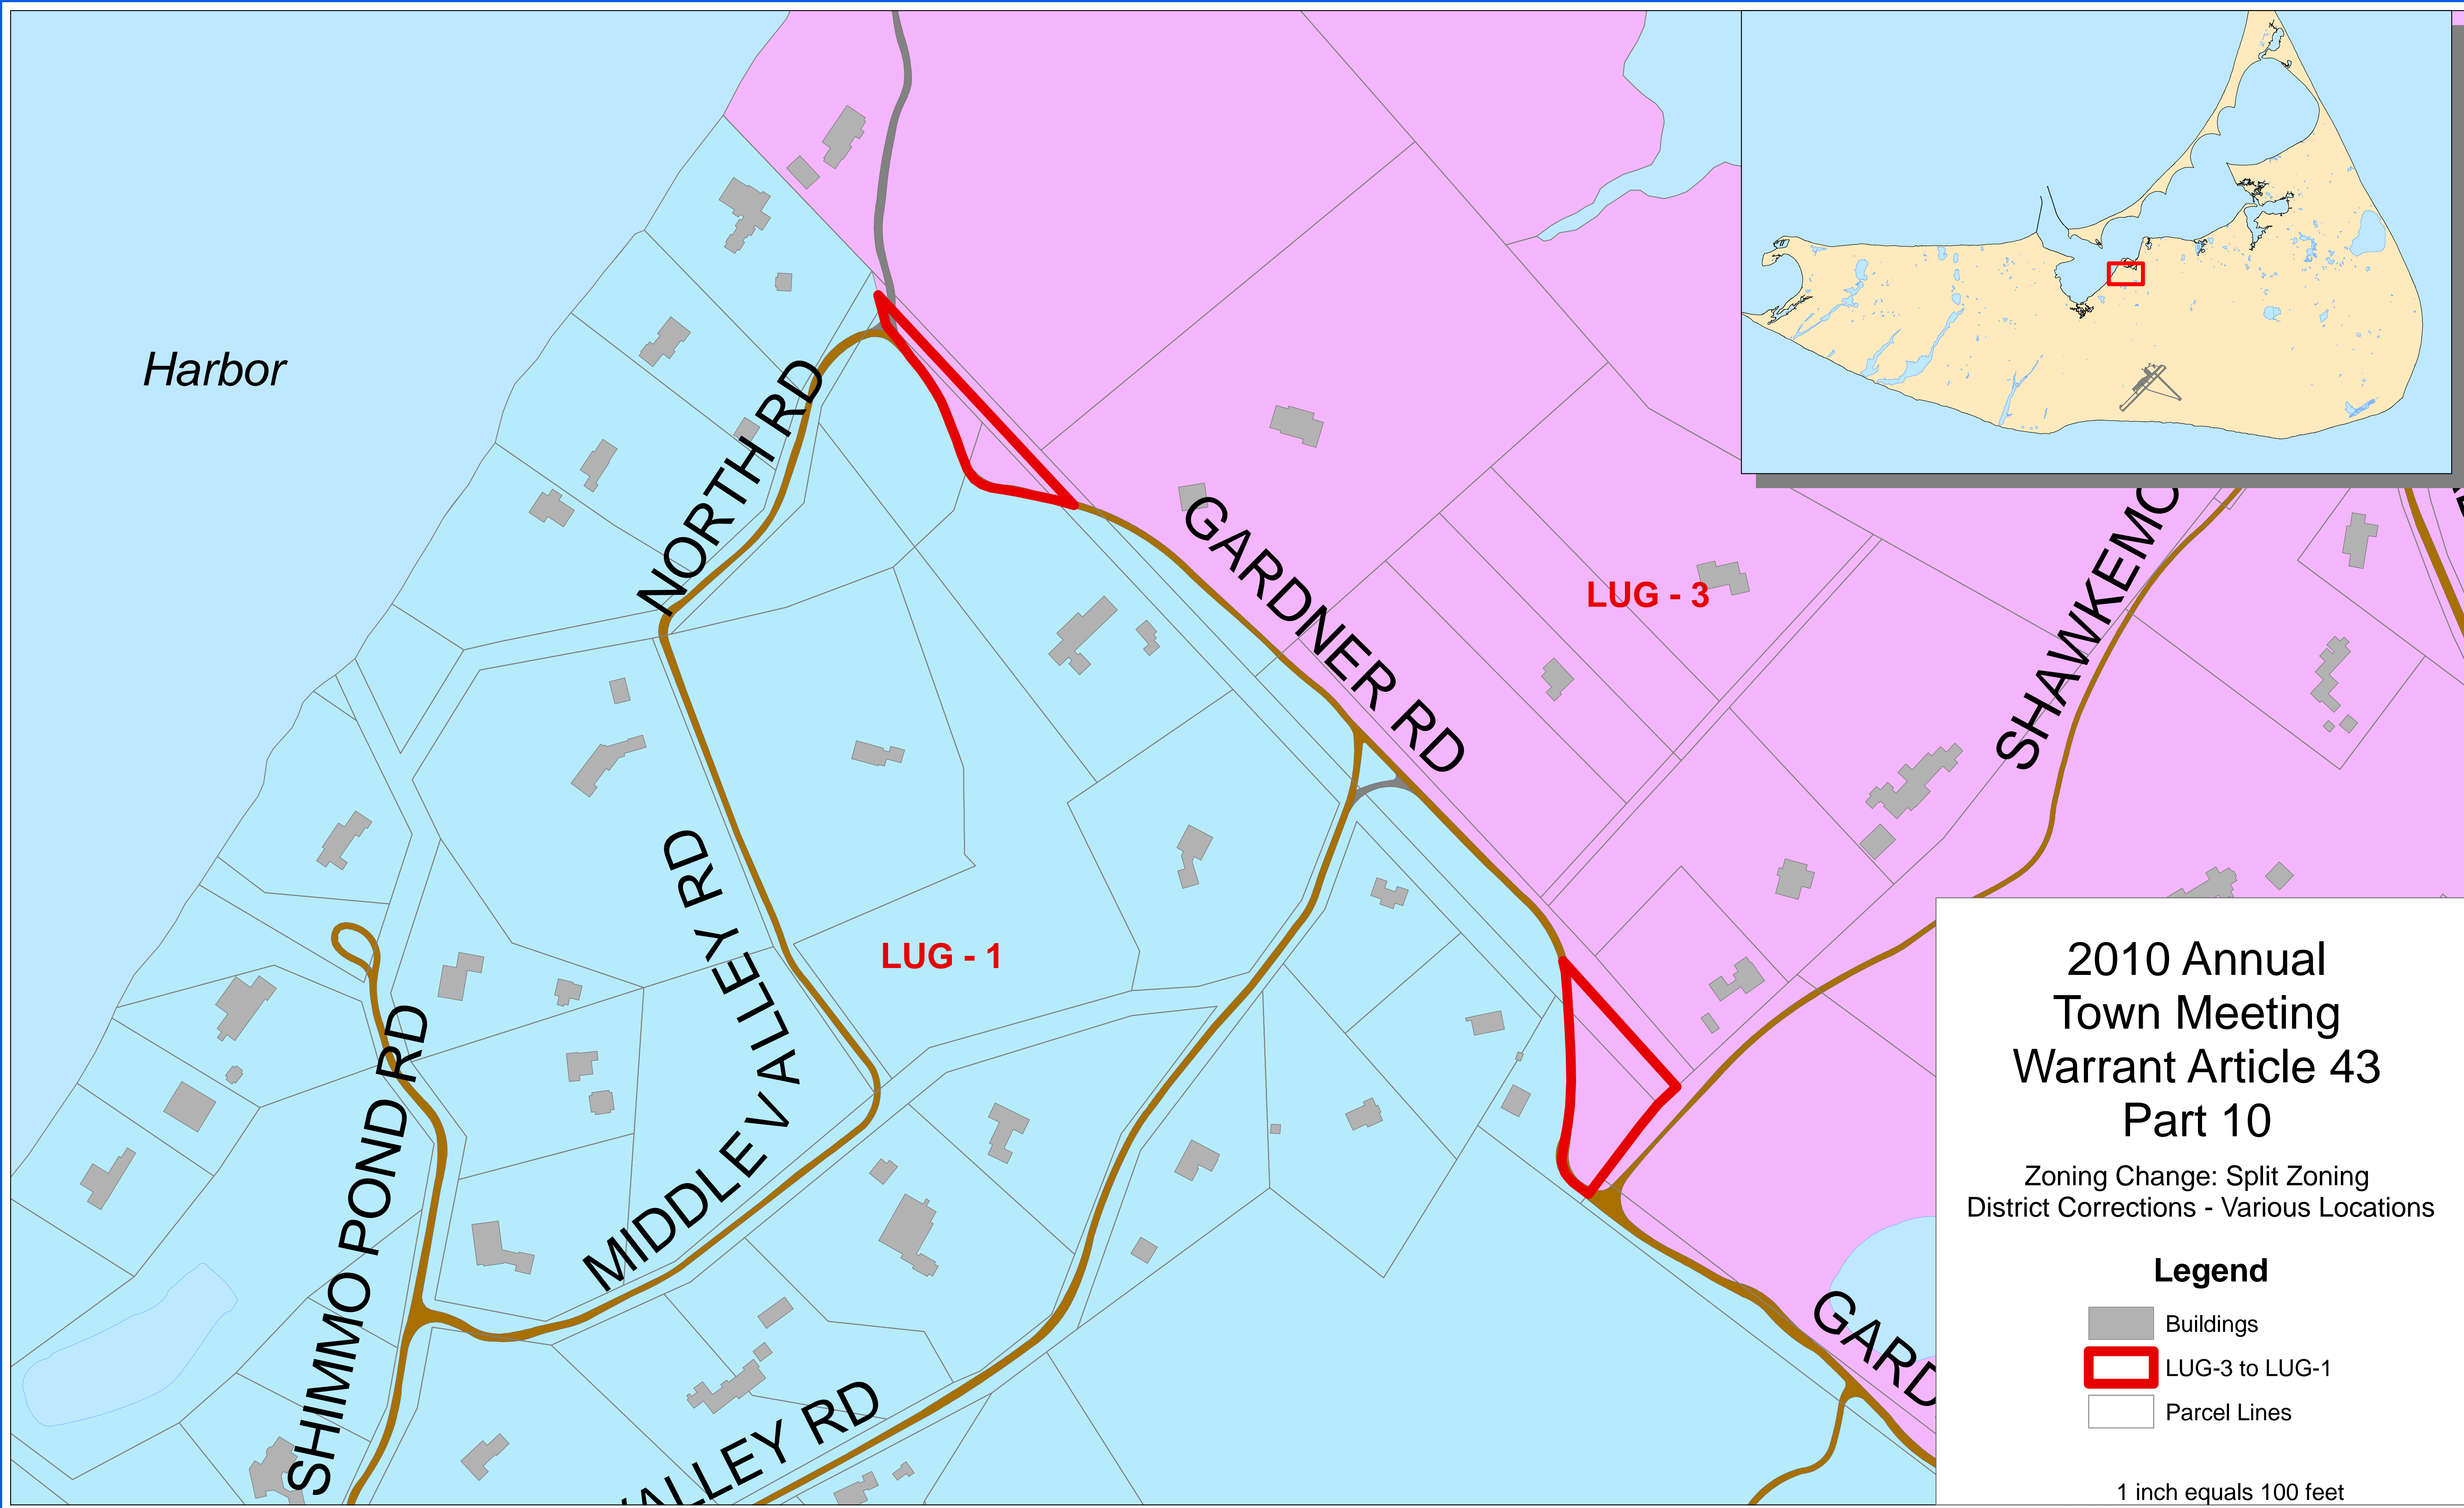 Harbor
NORTH RD
GARDNER RD
LUG - 3
SHAWKEMO
MIDDLE VALLEY RD
LUG - 1
SHIMMO POND RD
VALLEY RD
GARD
2010 Annual
Town Meeting
Warrant Article 43
Part 10
Zoning Change: Split Zoning
District Corrections - Various Locations
Legend
Buildings
LUG-3 to LUG-1
Parcel Lines
1 inch equals 100 feet